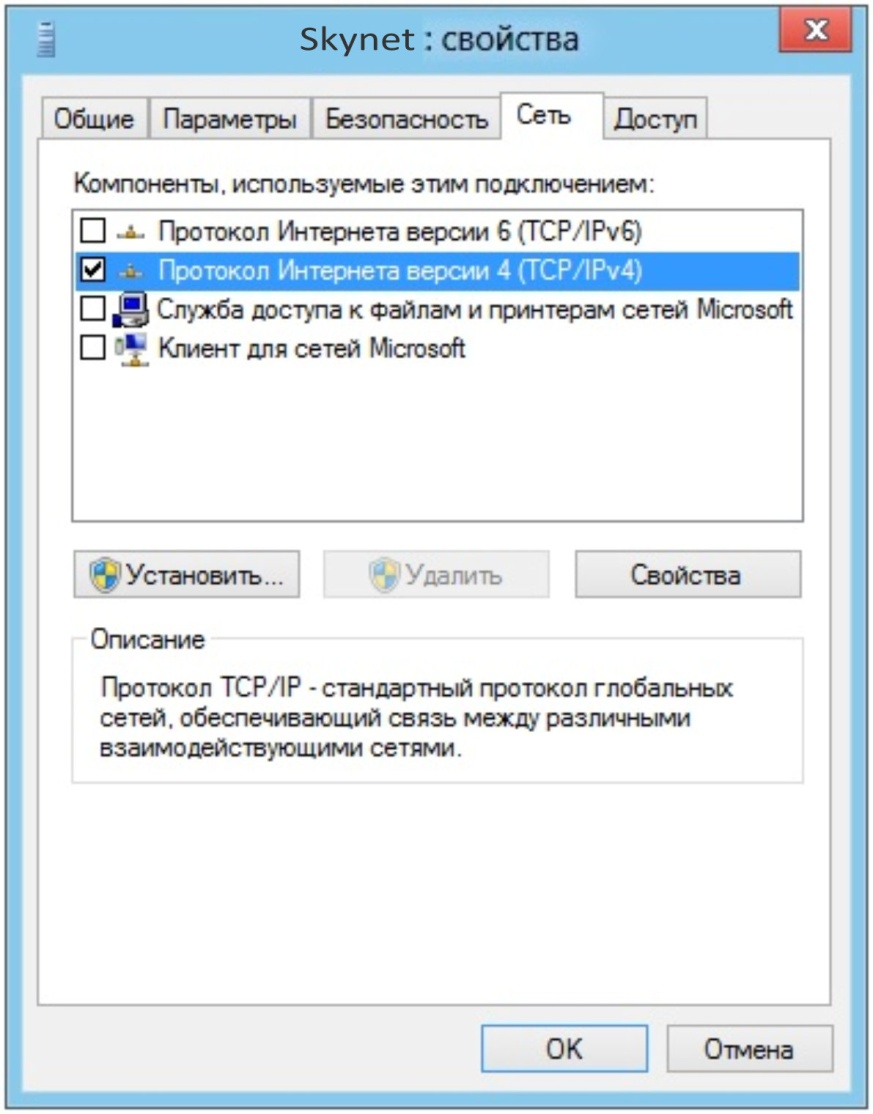 Skynet : свойства
x
Общие Параметры Безопасность Сеть Доступ
Компоненты, используемые этим подключением:
Протокол Интернета версии 6 (TCP/IPv6)
Протокол Интернета версии 4 (TCP/IPv4)
Служба доступа к файлам и принтерам сетей Microsoft
Клиент для сетей Microsoft
Установить... Удалить Свойства
Описание
Протокол TCP/IP - стандартный протокол глобальных
сетей, обеспечивающий связь между различными
взаимодействующими сетями.
OK Отмена